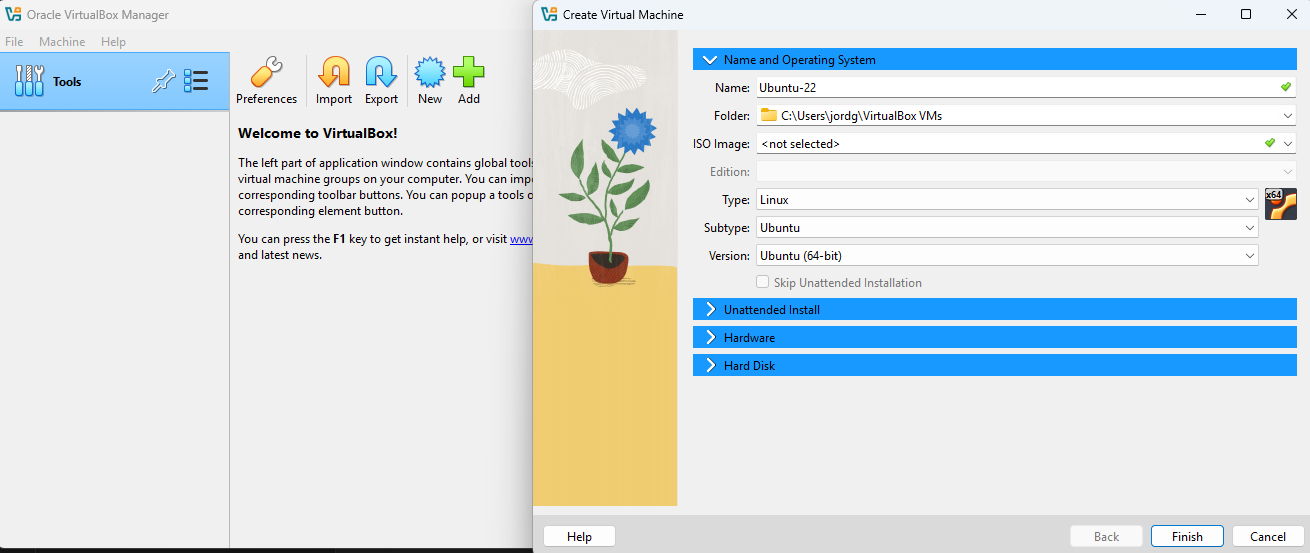 Oracle VirtualBox Manager
File Machine Help
Tools
Preferences Import Export New Add
Welcome to VirtualBox!
The left part of application window contains global tools
virtual machine groups on your computer. You can
corresponding toolbar buttons. You can popup a tools
corresponding element button.
You can press the F1 key to get instant help, or visit www
and latest news.
Create Virtual Machine
Name and Operating System
Name: Ubuntu-22
Folder: C:\Users\jordg\VirtualBox VMs
ISO Image: <not selected>
Edition:
Type: Linux
x64
Subtype: Ubuntu
Version: Ubuntu (64-bit)
Skip Unattended Installation
Unattended Install
Hardware
Hard Disk
Help Back Finish Cancel